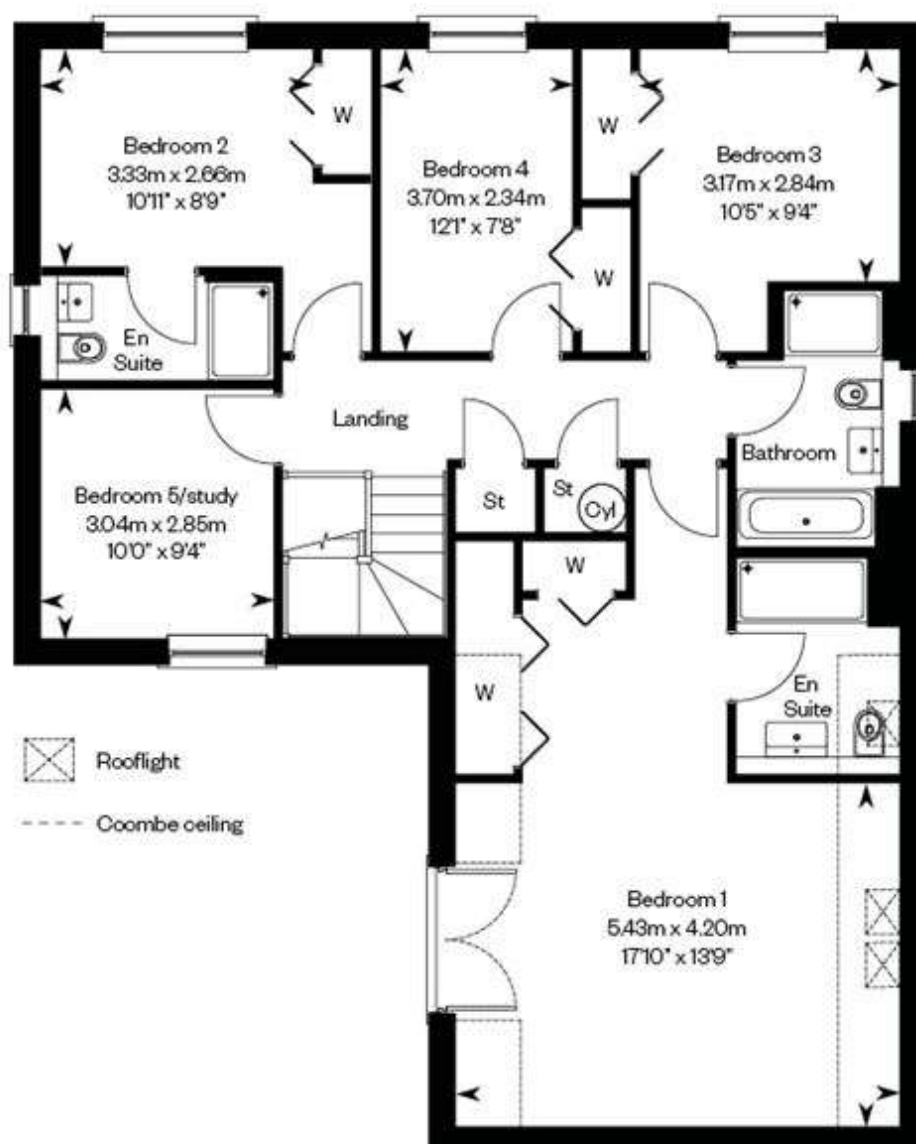 Bedroom 2
3.33m x 2.66m
10'11" x 8'9"
W
Bedroom 4
3.70m x 2.34m
12'1" x 7'8"
W
W
Bedroom 3
3.17m x 2.84m
10'5" x 9'4"
En
Suite
Landing
Bathroom
Bedroom 5/study
3.04m x 2.85m
10'0" x 9'4"
St
St
Cyl
W
W
En
Suite
Rooflight
Coombe ceiling
Bedroom 1
5.43m x 4.20m
17'10" x 13'9"